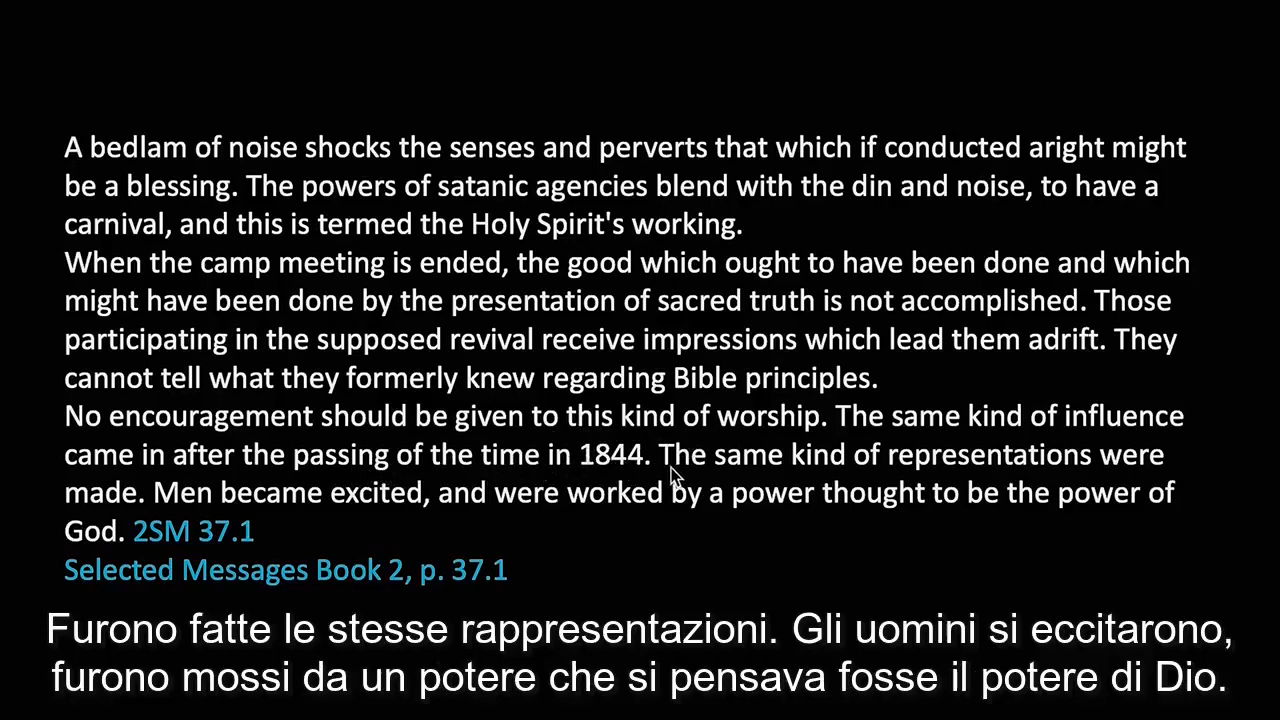 A bedlam of noise shocks the senses and perverts that which if conducted aright might
be a blessing. The powers of satanic agencies blend with the din and noise, to have a
carnival, and this is termed the Holy Spirit's working.
When the camp meeting is ended, the good which ought to have been done and which
might have been done by the presentation of sacred truth is not accomplished. Those
participating in the supposed revival receive impressions which lead them adrift. They
cannot tell what they formerly knew regarding Bible principles.
No encouragement should be given to this kind of worship. The same kind of influence
came in after the passing of the time in 1844. The same kind of representations were
made. Men became excited, and were worked by a power thought to be the power of
God. 2SM 37.1
Selected Messages Book 2, p. 37.1
Furono fatte le stesse rappresentazioni. Gli uomini si eccitarono,
furono mossi da un potere che si pensava fosse il potere di Dio.